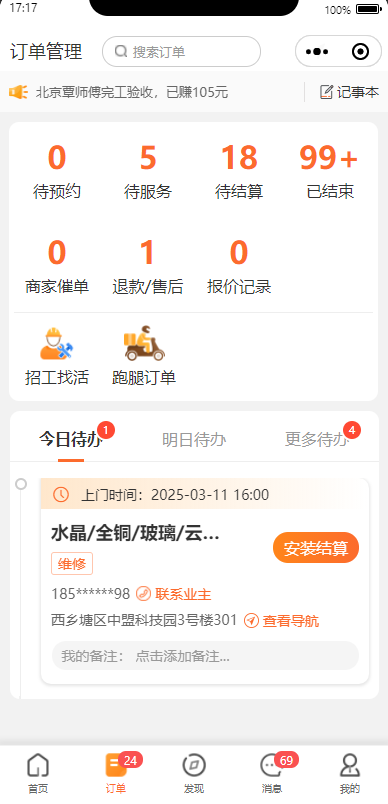 17:17 100%
订单管理 搜索订单
北京覃师傅完工验收，已赚105元 记事本
0 5 18 99+
待预约 待服务 待结算 已结束
0 1 0
商家催单 退款/售后 报价记录
招工找活 跑腿订单
今日待办 1 明日待办 更多待办 4
上门时间：2025-03-11 16:00
水晶/全铜/玻璃/云...
安装结算
维修
185******98 联系业主
西乡塘区中盟科技园3号楼301 查看导航
我的备注： 点击添加备注...
24 69
首页 订单 发现 消息 我的